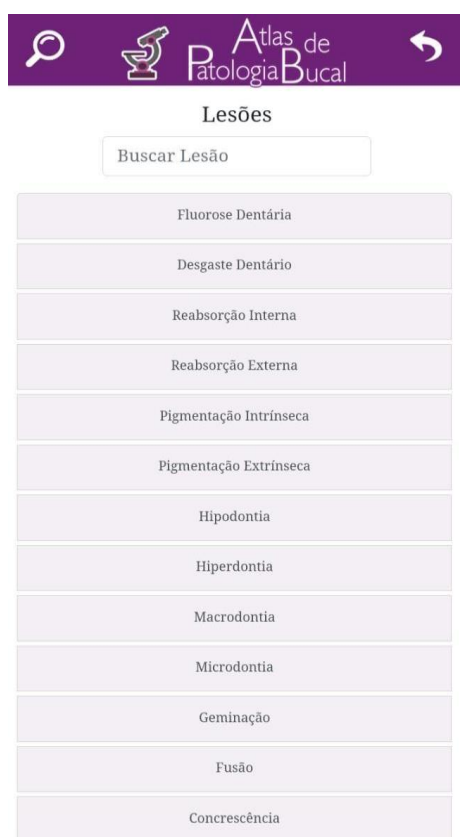 Atlas de
Patologia Bucal
Lesões
Buscar Lesão
Fluorose Dentária
Desgaste Dentário
Reabsorção Interna
Reabsorção Externa
Pigmentação Intrínseca
Pigmentação Extrínseca
Hipodontia
Hiperdontia
Macrodontia
Microdontia
Geminação
Fusão
Concrescência